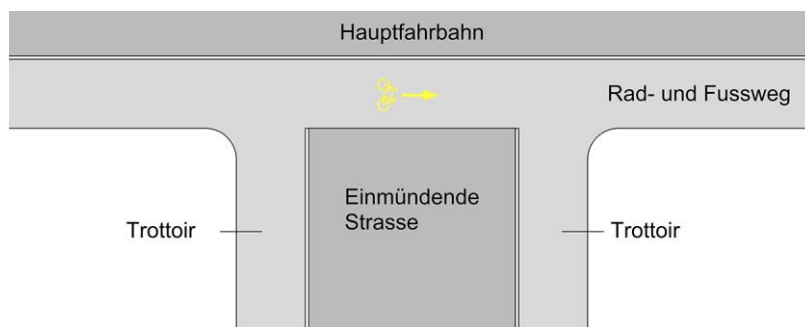 Hauptfahrbahn
Rad- und Fussweg
Einmündende
Strasse
Trottoir
Trottoir